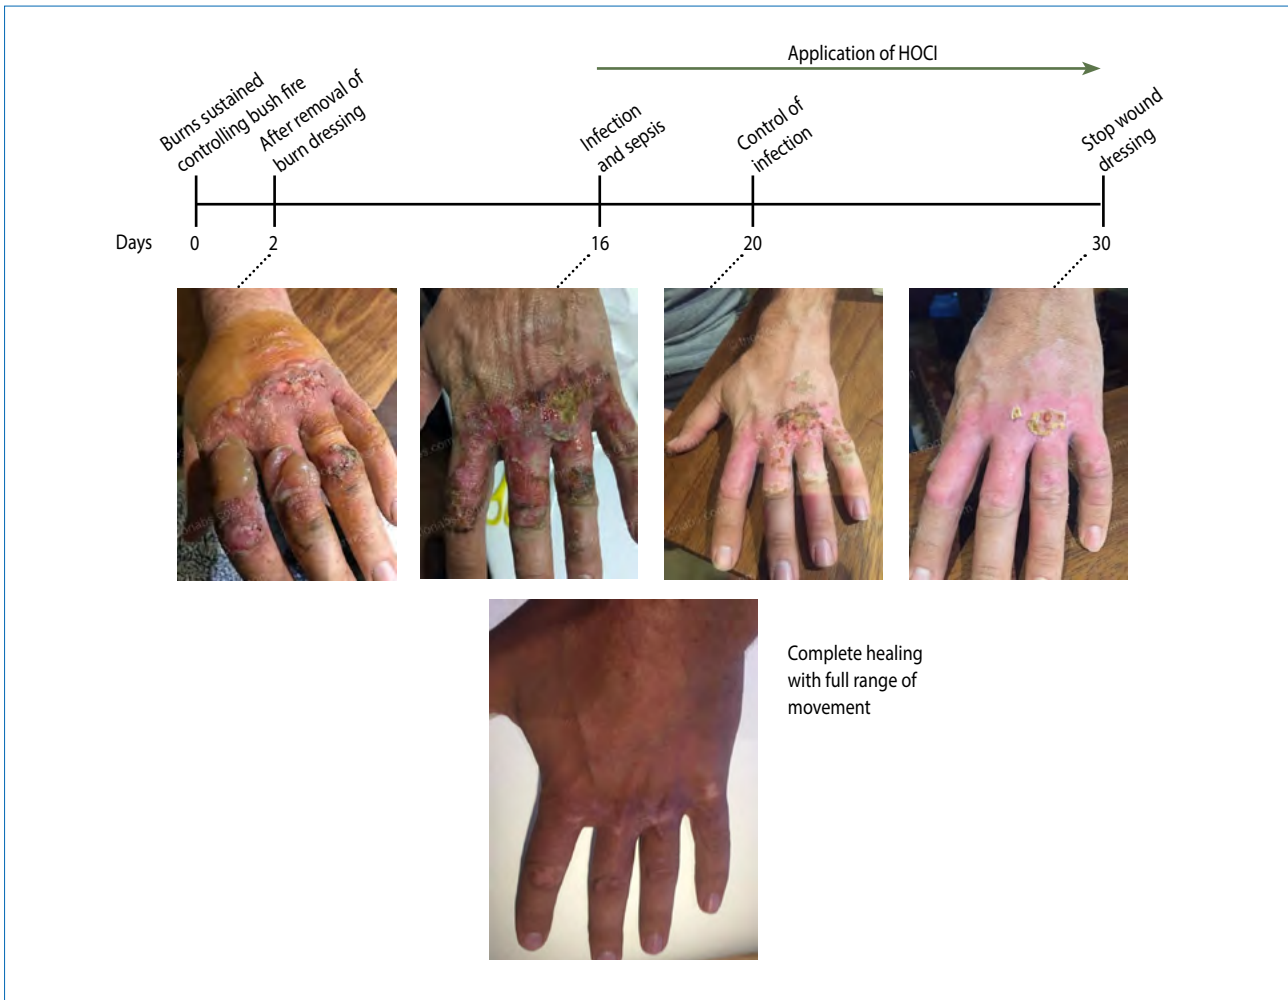 Application of HOCl
Burns sustained
controlling bush fire
After removal of
burn dressing
Infection
and sepsis
Control of
infection
Stop wound
dressing
Days
0
2
16
20
30
Complete healing
with full range of
movement